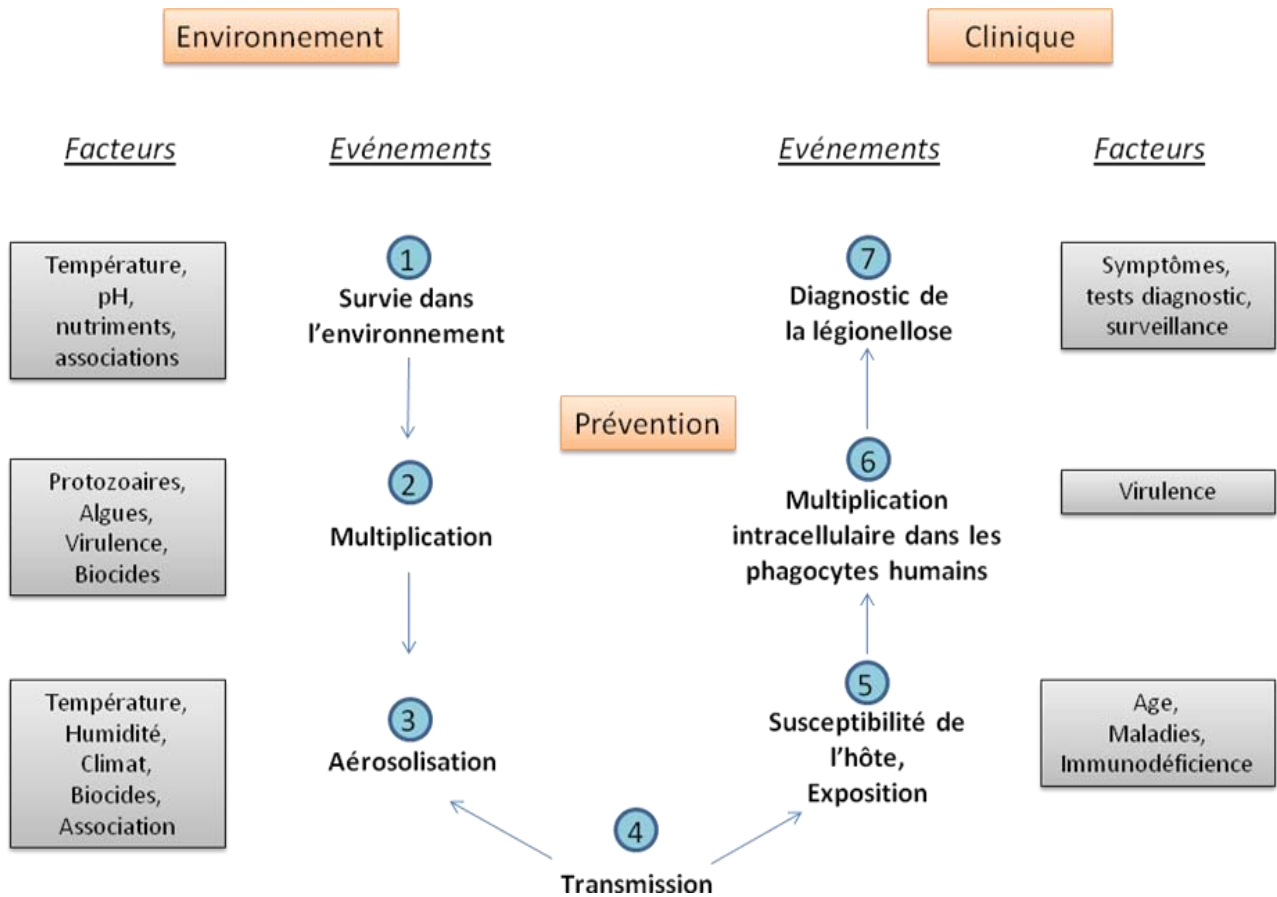 Environnement
Clinique
Facteurs
Evénements
Evénements
Facteurs
Température,
pH,
nutriments,
associations
1
Survie dans
l'environnement
7
Diagnostic de
la légionellose
Symptômes,
tests diagnostic,
surveillance
Prévention
Protozoaires,
Algues,
Virulence,
Biocides
2
Multiplication
6
Multiplication
intracellulaire dans les
phagocytes humains
Virulence
Température,
Humidité,
Climat,
Biocides,
Association
3
Aérosolisation
5
Susceptibilité de
l'hôte,
Exposition
Age,
Maladies,
Immunodéficience
4
Transmission